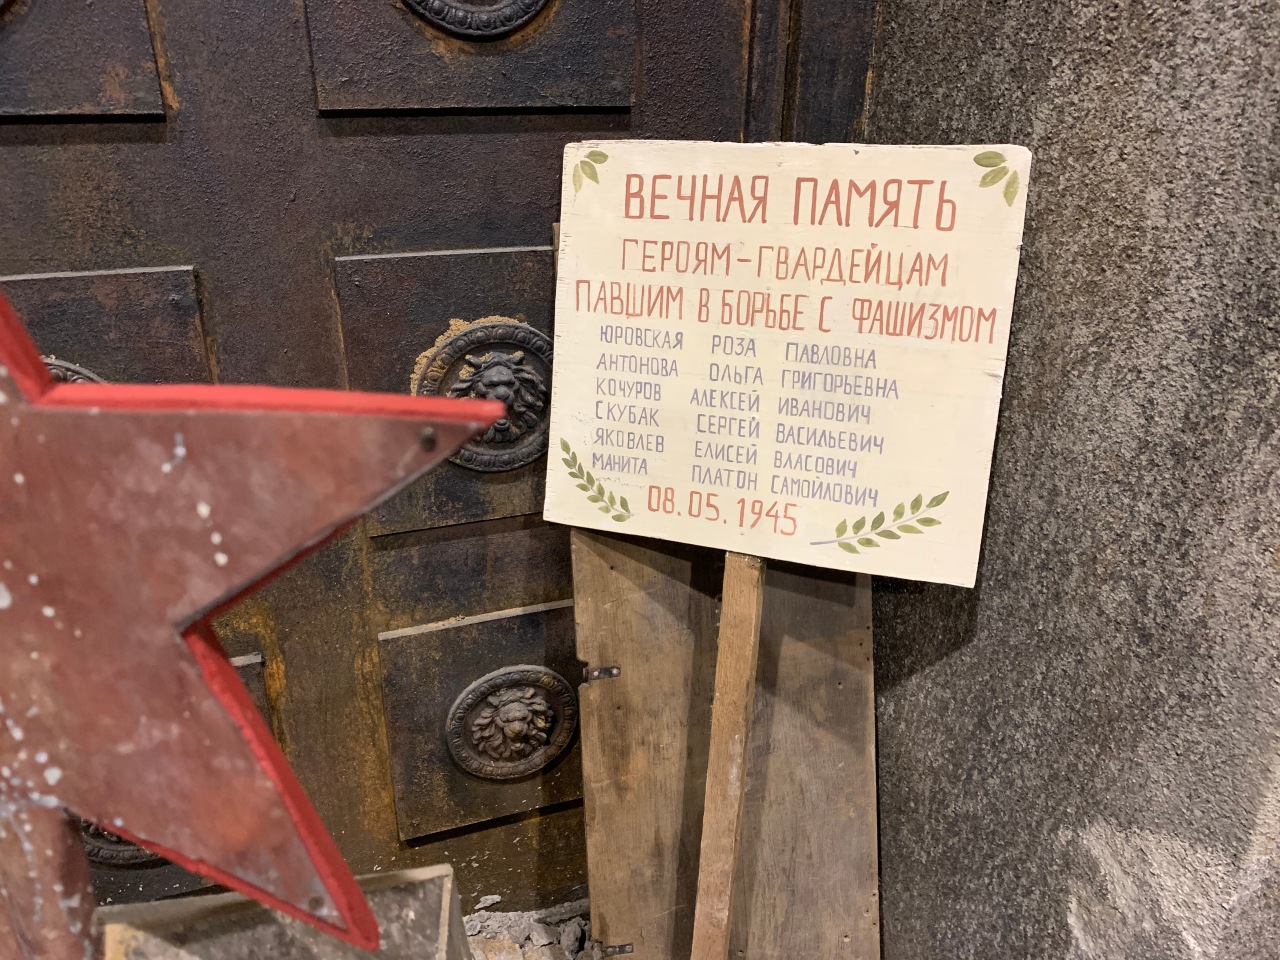 ВЕЧНАЯ ПАМЯТЬ
ГЕРОЯМ-ГВАРДЕЙЦАМ
ПАВШИМ В БОРЬБЕ С ФАШИЗМОМ
ЮРОВСКАЯ РОЗА ПАВЛОВНА
АНТОНОВА ОЛЬГА ГРИГОРЬЕВНА
КОЧУРОВ АЛЕКСЕЙ ИВАНОВИЧ
СКУБАК СЕРГЕЙ ВАСИЛЬЕВИЧ
ЯКОВЛЕВ ЕЛИСЕЙ ВЛАСОВИЧ
МАНИТА ПЛАТОН САМОЙЛОВИЧ
08.05.1945